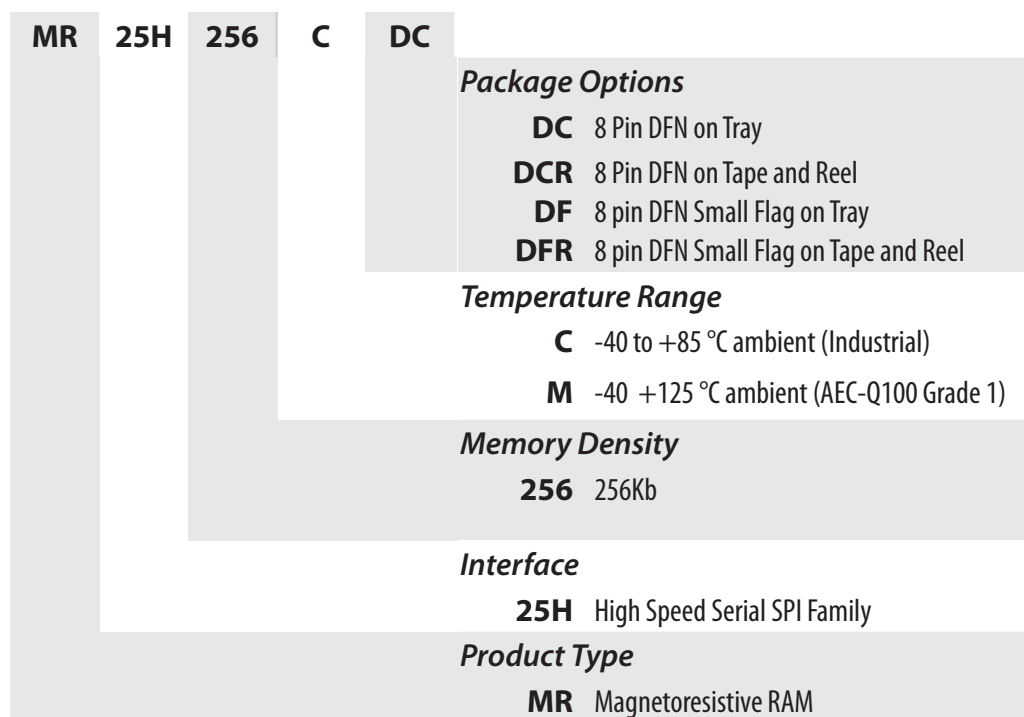 MR 25H 256 C DC
Package Options
DC 8 Pin DFN on Tray
DCR 8 Pin DFN on Tape and Reel
DF 8 pin DFN Small Flag on Tray
DFR 8 pin DFN Small Flag on Tape and Reel
Temperature Range
C -40 to +85 °C ambient (Industrial)
M -40 +125 °C ambient (AEC-Q100 Grade 1)
Memory Density
256 256Kb
Interface
25H High Speed Serial SPI Family
Product Type
MR Magnetoresistive RAM